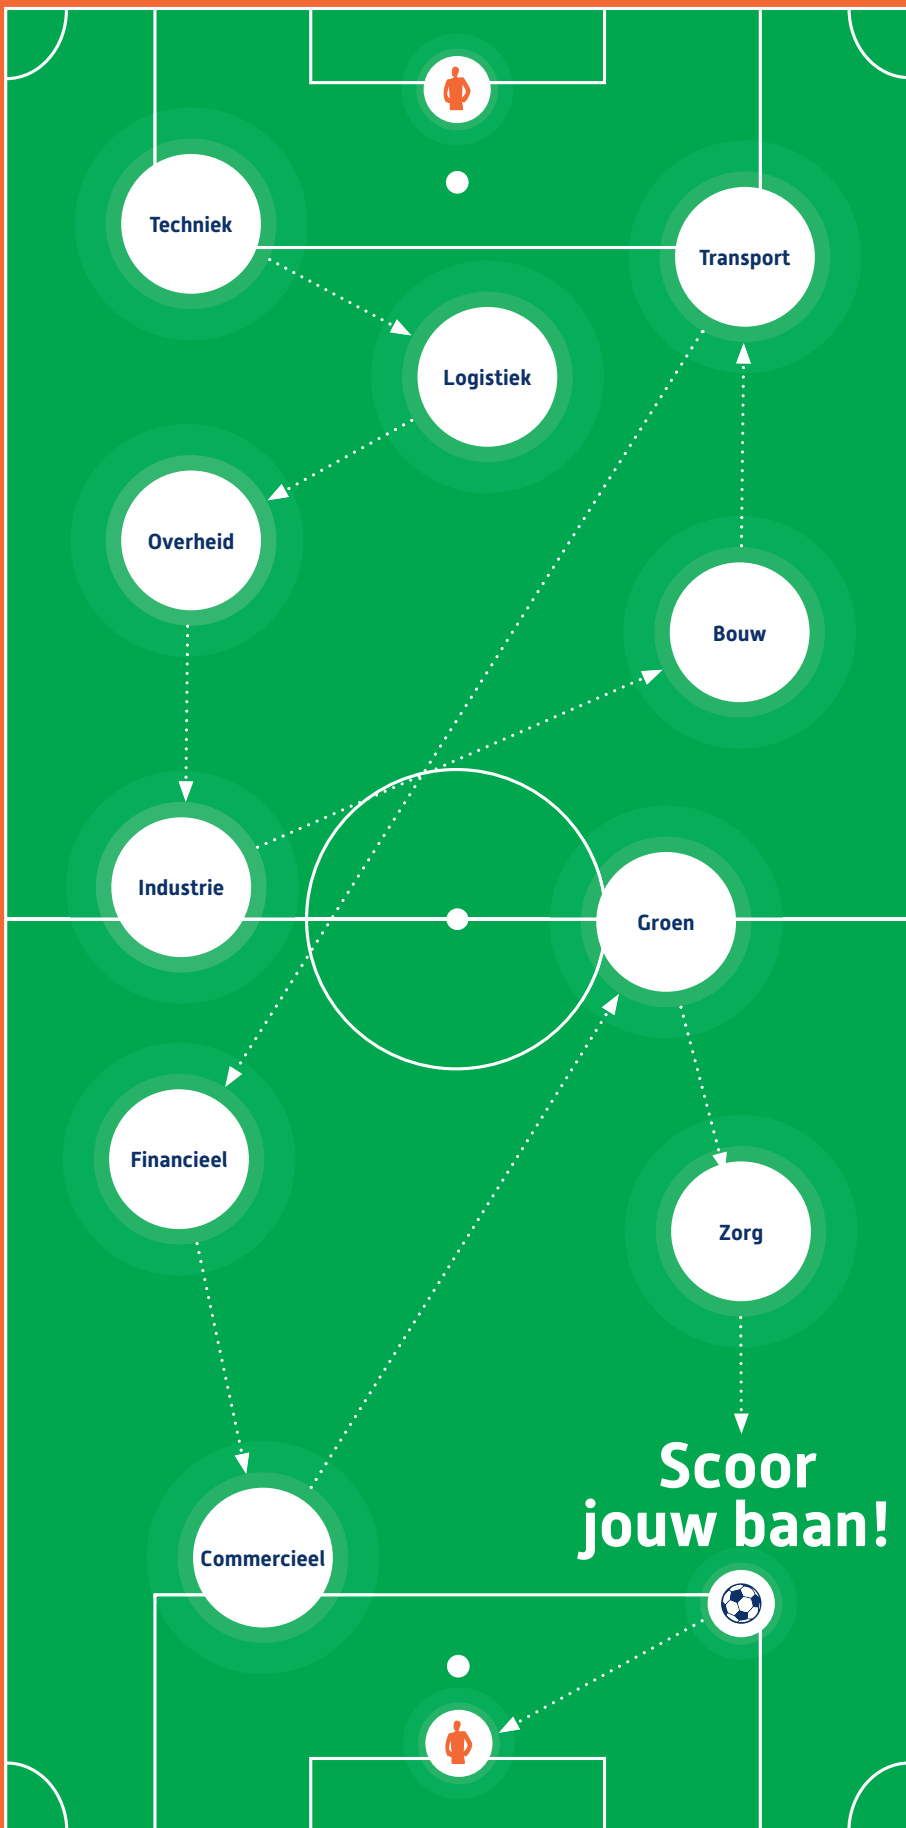 Techniek
Transport
Logistiek
Overheid
Bouw
Industrie
Groen
Financieel
Zorg
Scoor
jouw baan!
Commercieel